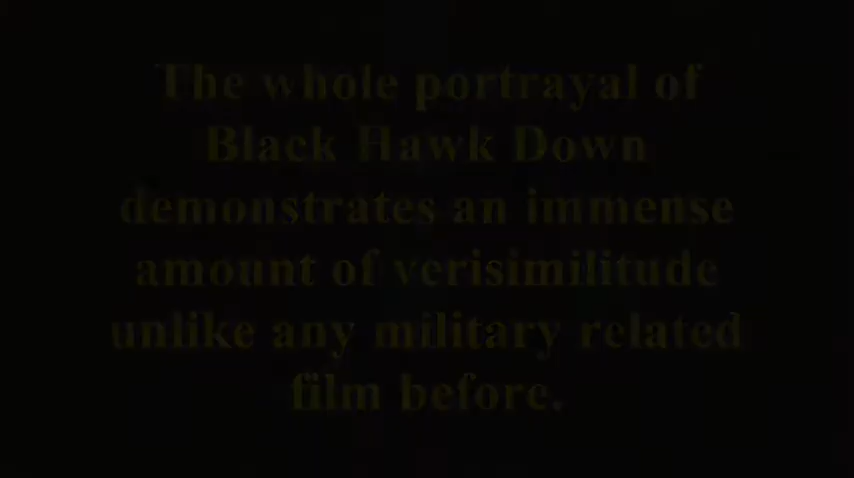 The whole portrayal of
Black Hawk Down
demonstrates an immense
amount of verisimilitude
unlike any military related
film before.